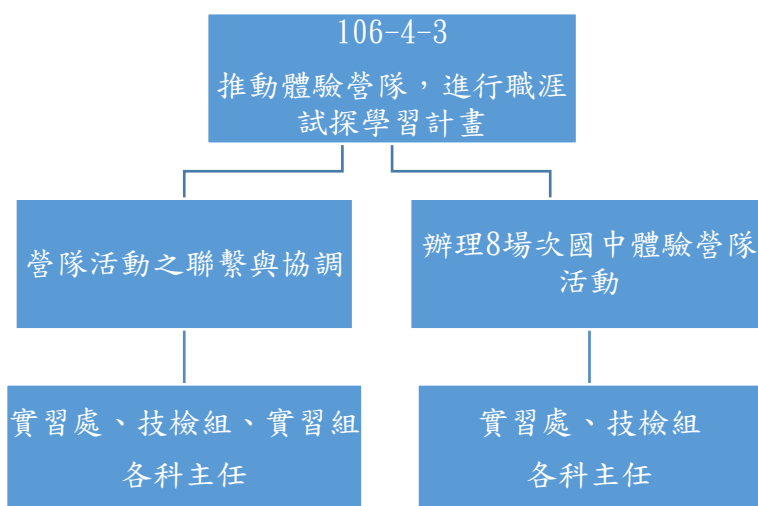 106-4-3
推動體驗營隊，進行職涯
試探學習計畫
營隊活動之聯繫與協調
辦理8場次國中體驗營隊
活動
實習處、技檢組、實習組
各科主任
實習處、技檢組
各科主任